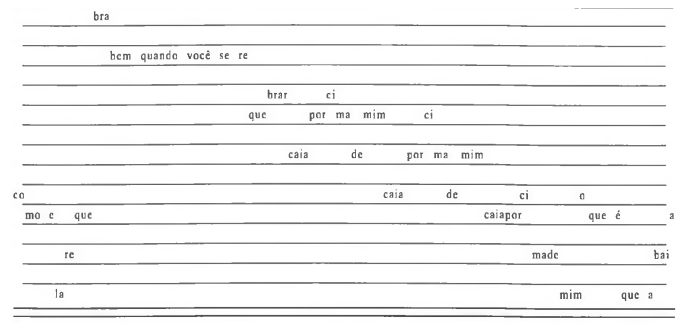 bra
bem quando você se re
brar ci
que por ma mim ci
caia de por ma mim
co caia de ci o
mo e que caiapor que é a
re made bai
la mim que a